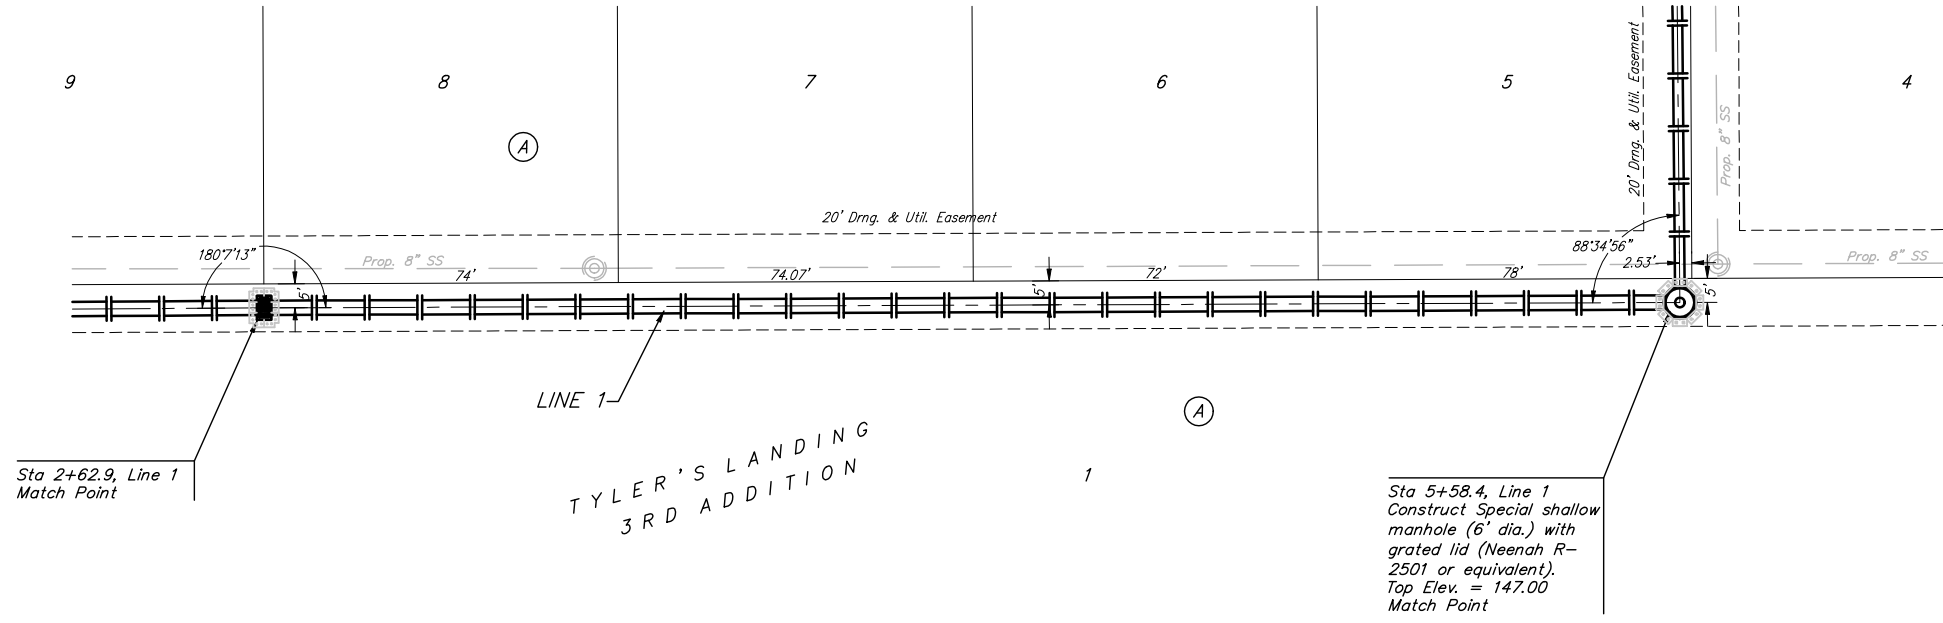 9
8
7
6
5
4
A
20' Drng. & Util. Easement
20' Drng. & Util. Easement
Prop. 8" SS
180°7'13"
Prop. 8" SS
74'
74.07'
72'
78'
88°34'56"
2.53'
Prop. 8" SS
5'
5'
5'
LINE 1
A
TYLER'S LANDING
3RD ADDITION
1
Sta 2+62.9, Line 1
Match Point
Sta 5+58.4, Line 1
Construct Special shallow
manhole (6' dia.) with
grated lid (Neenah R-
2501 or equivalent).
Top Elev. = 147.00
Match Point